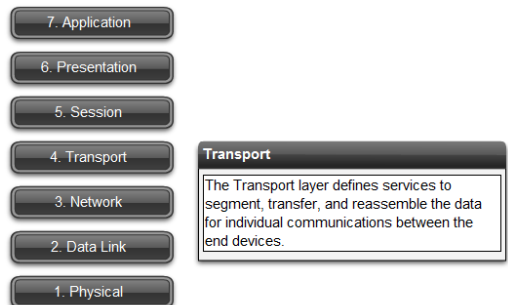 7. Application
6. Presentation
5. Session
4. Transport
3. Network
2. Data Link
1. Physical
Transport
The Transport layer defines services to
segment, transfer, and reassemble the data
for individual communications between the
end devices.